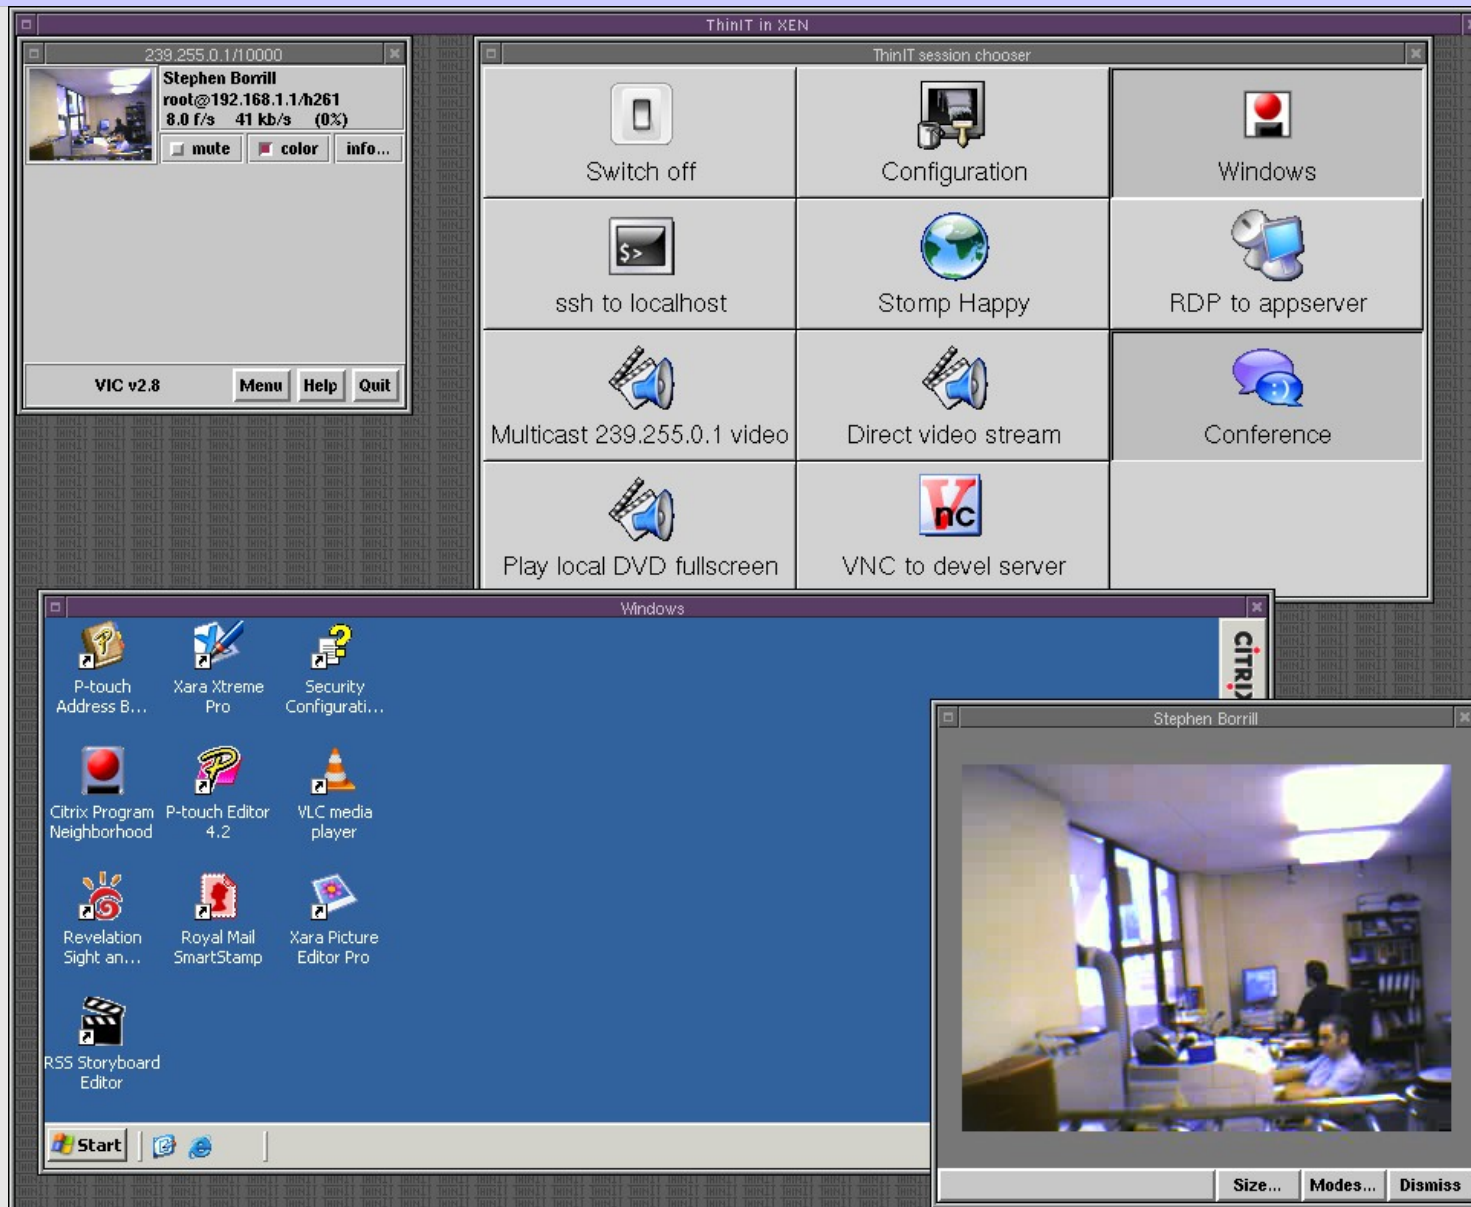 ThinIT in XEN
239.255.0.1/10000
Stephen Borrill
root@192.168.1.1/h261
8.0 f/s 41 kb/s (0%)
mute color info...
VIC v2.8 Menu Help Quit
ThinIT session chooser
Switch off
Configuration
Windows
$>
ssh to localhost
Stomp Happy
RDP to appserver
Multicast 239.255.0.1 video
Direct video stream
Conference
Play local DVD fullscreen
Vnc
VNC to devel server
Windows
CITRIX
P-touch
Address B...
Xara Xtreme
Pro
Security
Configurati...
Citrix Program
Neighborhood
P-touch Editor
4.2
VLC media
player
Revelation
Sight an...
Royal Mail
SmartStamp
Xara Picture
Editor Pro
RSS Storyboard
Editor
Start
Stephen Borrill
Size... Modes... Dismiss